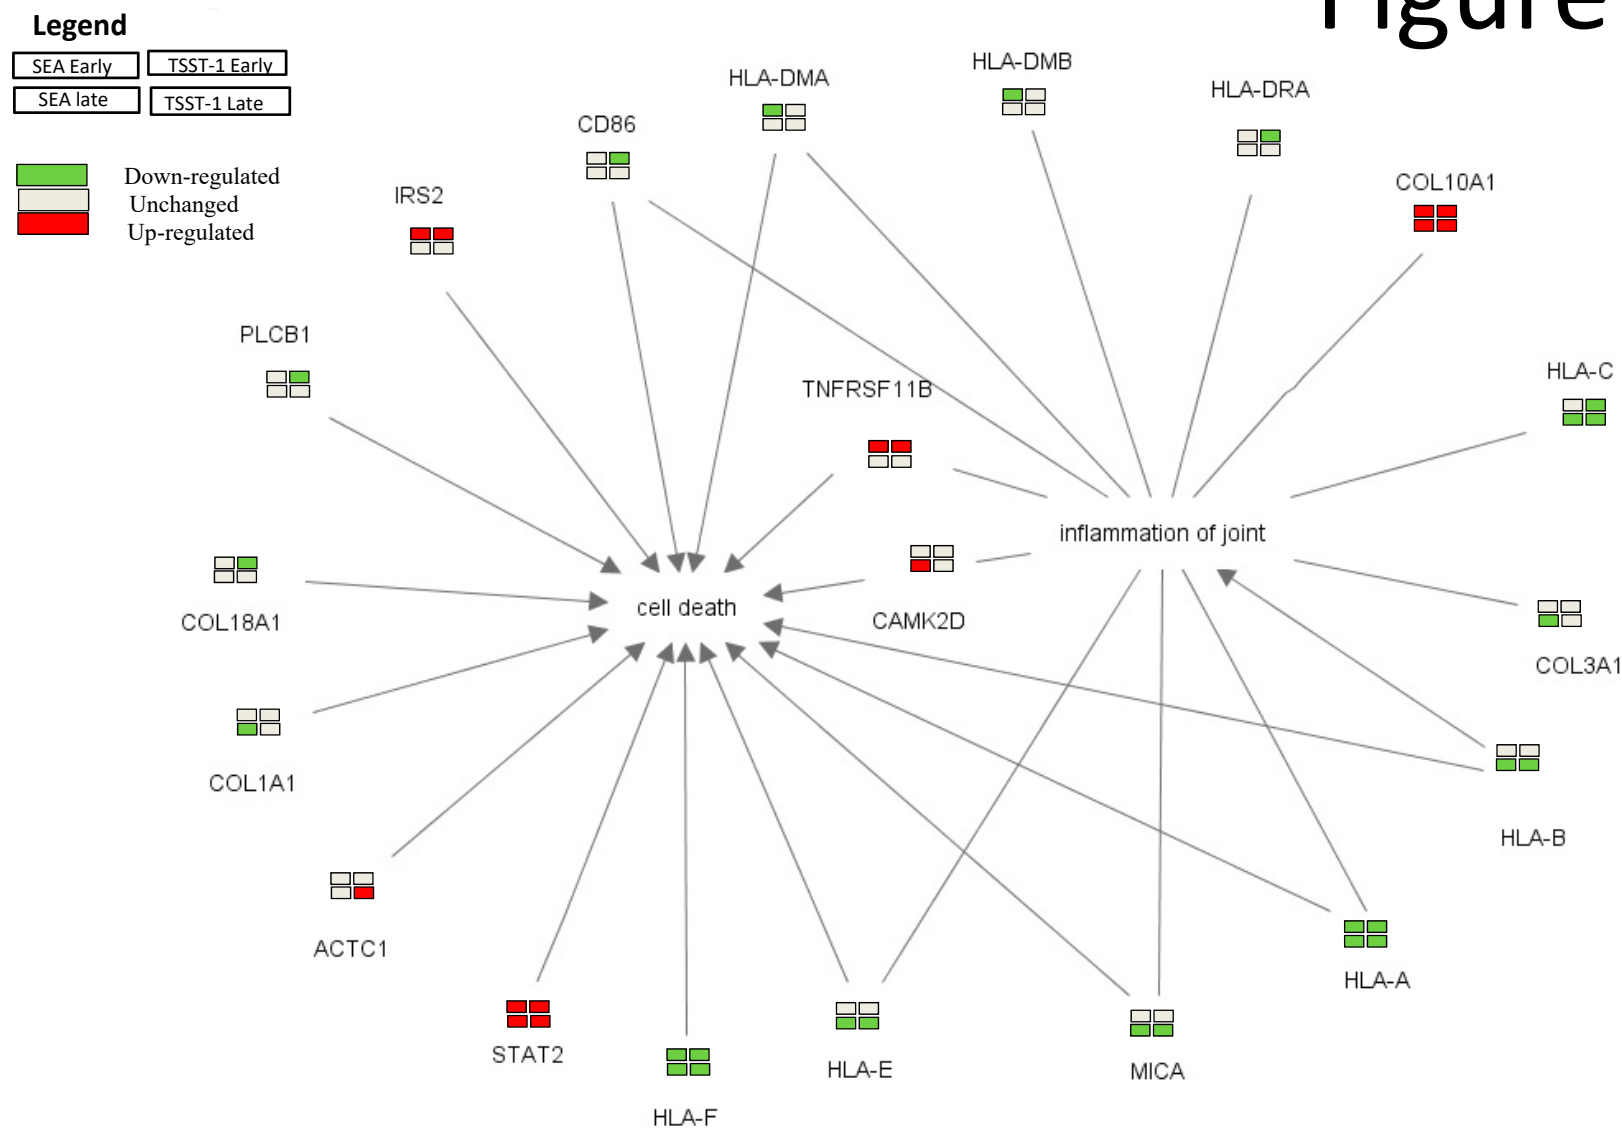 Figure
Legend
SEA Early
TSST-1 Early
SEA late
TSST-1 Late
Down-regulated
Unchanged
Up-regulated
HLA-DMB
HLA-DMA
HLA-DRA
CD86
COL10A1
IRS2
PLCB1
HLA-C
TNFRSF11B
inflammation of joint
cell death
COL18A1
CAMK2D
COL3A1
COL1A1
HLA-B
ACTC1
HLA-A
STAT2
HLA-E
MICA
HLA-F